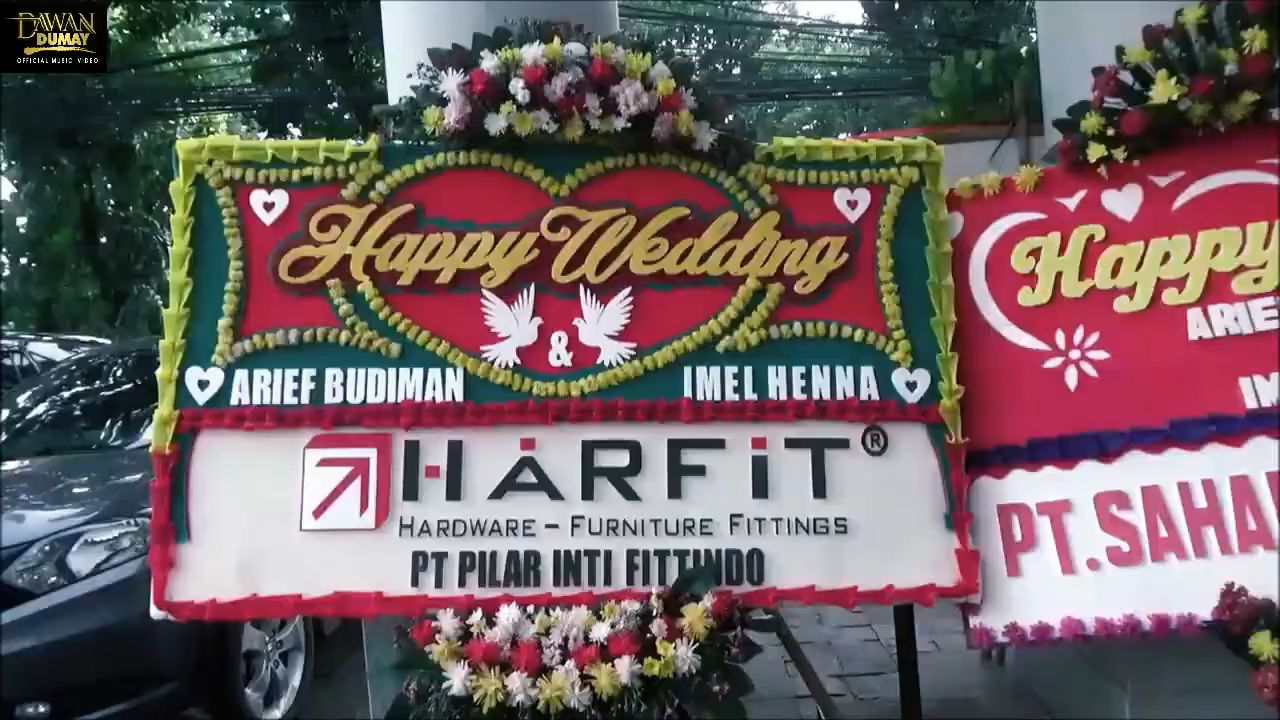 DAWAN
DUMAY
OFFICIAL MUSIC VIDEO
Happy Wedding
&
ARIEF BUDIMAN
IMEL HENNA
HARFiT®
HARDWARE – FURNITURE FITTINGS
PT PILAR INTI FITTINDO
Happy
ARIE
IM
PT.SAHA